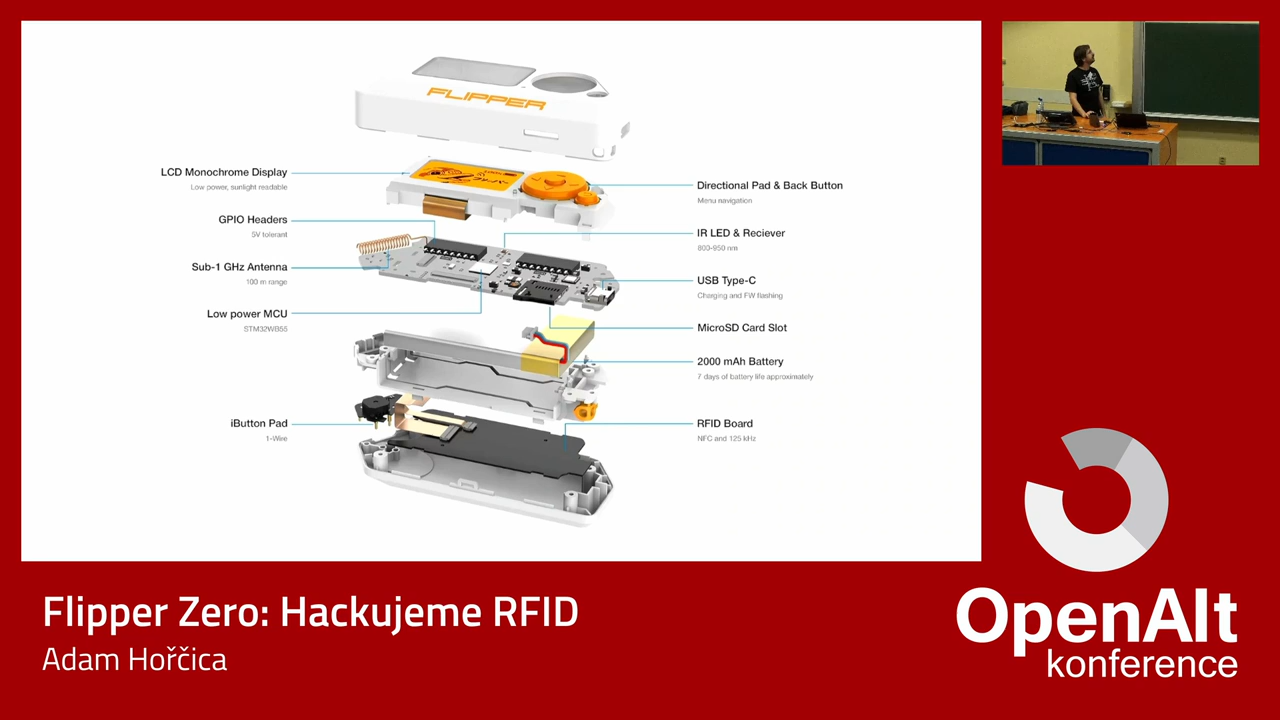 FLIPPER
LCD Monochrome Display
Low power, sunlight readable
GPIO Headers
5V tolerant
Sub-1 GHz Antenna
100 m range
Low power MCU
STM32WB55
iButton Pad
1-Wire
Directional Pad & Back Button
Menu navigation
IR LED & Reciever
800-950 nm
USB Type-C
Charging and FW flashing
MicroSD Card Slot
2000 mAh Battery
7 days of battery life approximately
RFID Board
NFC and 125 kHz
Flipper Zero: Hackujeme RFID
Adam Hořčica
OpenAlt
konference